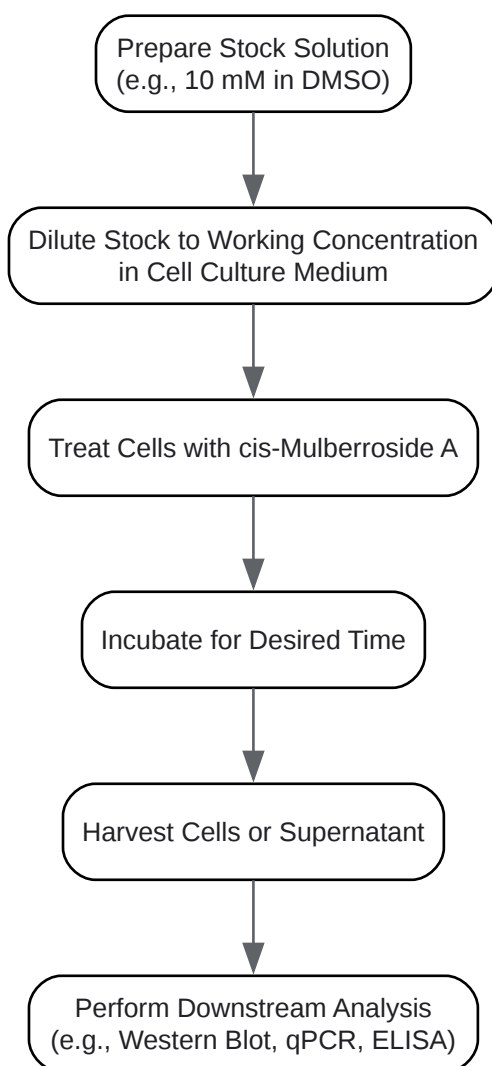 Prepare Stock Solution
(e.g., 10 mM in DMSO)
Dilute Stock to Working Concentration
in Cell Culture Medium
Treat Cells with cis-Mulberroside A
Incubate for Desired Time
Harvest Cells or Supernatant
Perform Downstream Analysis
(e.g., Western Blot, qPCR, ELISA)